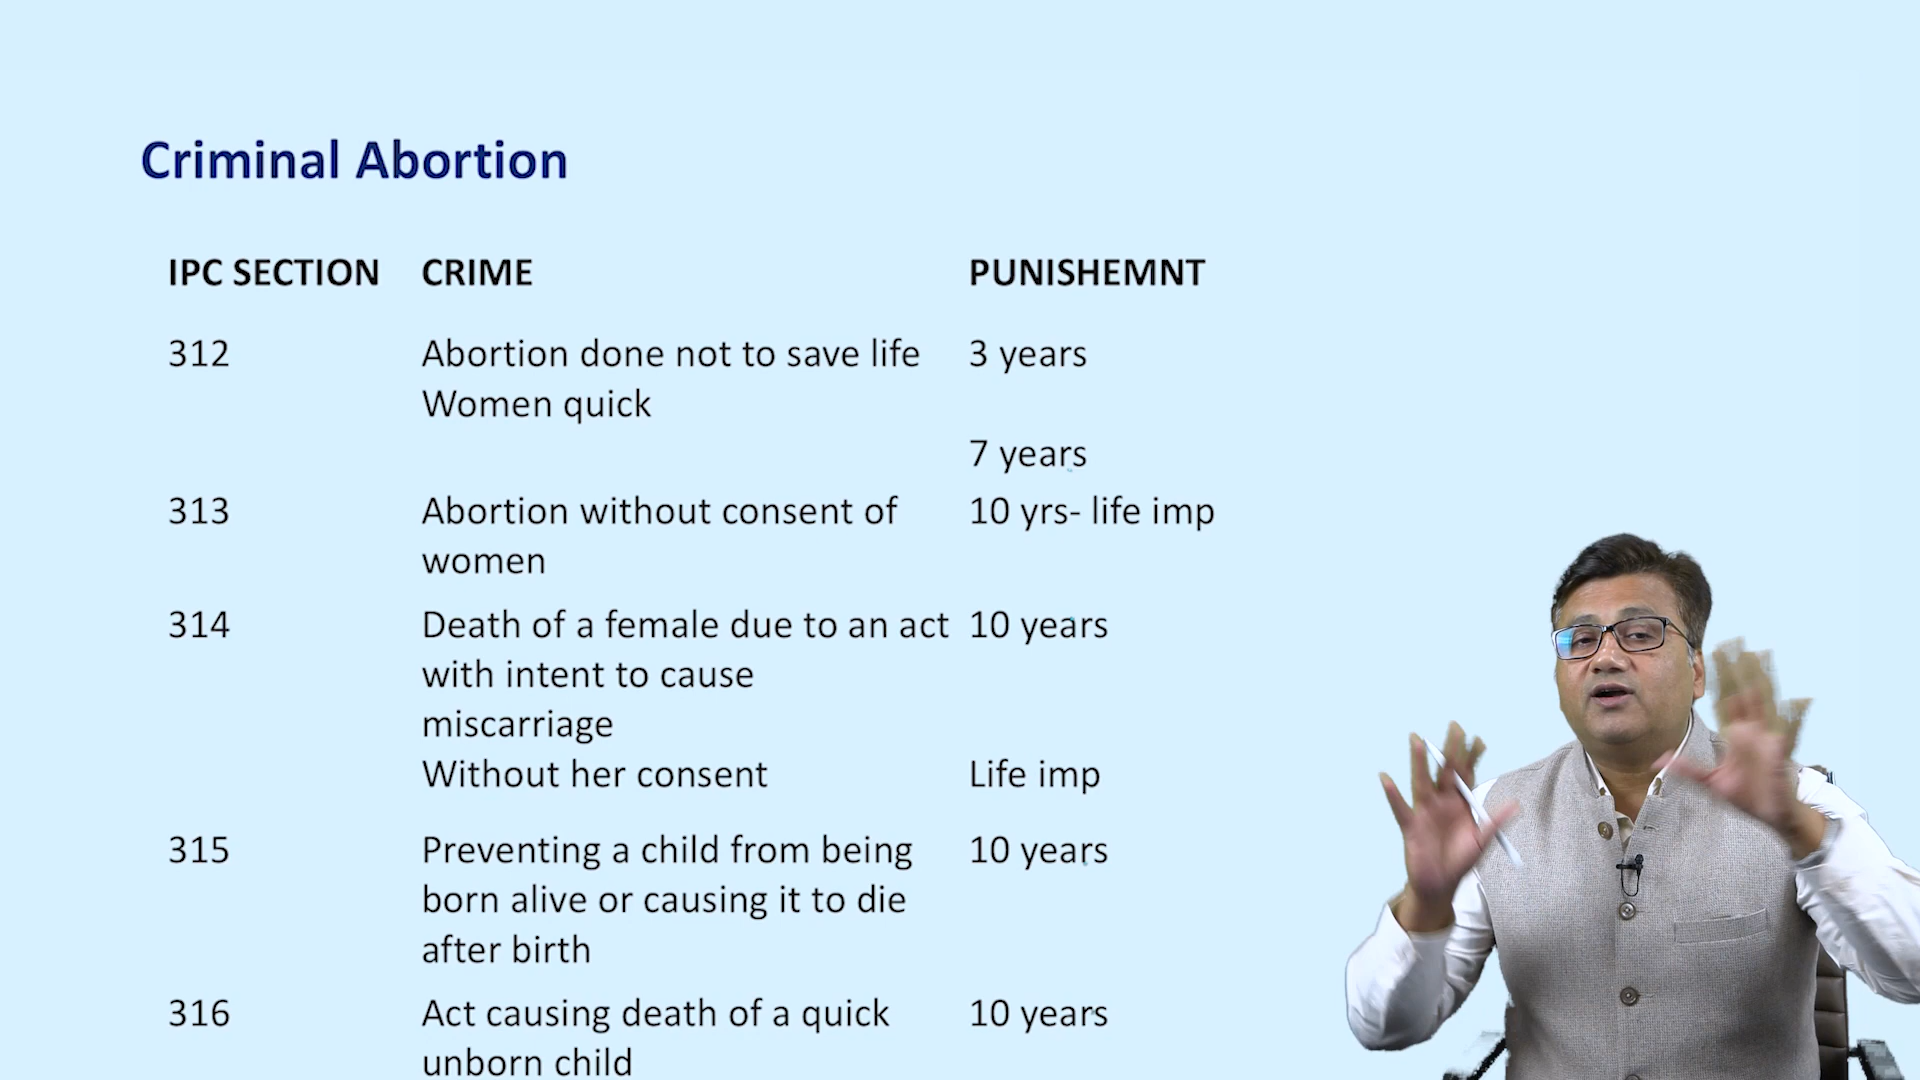 Criminal Abortion
IPC SECTION CRIME PUNISHEMNT
312 Abortion done not to save life 3 years
Women quick
7 years
313 Abortion without consent of 10 yrs- life imp
women
314 Death of a female due to an act 10 years
with intent to cause
miscarriage
Without her consent Life imp
315 Preventing a child from being 10 years
born alive or causing it to die
after birth
316 Act causing death of a quick 10 years
unborn child